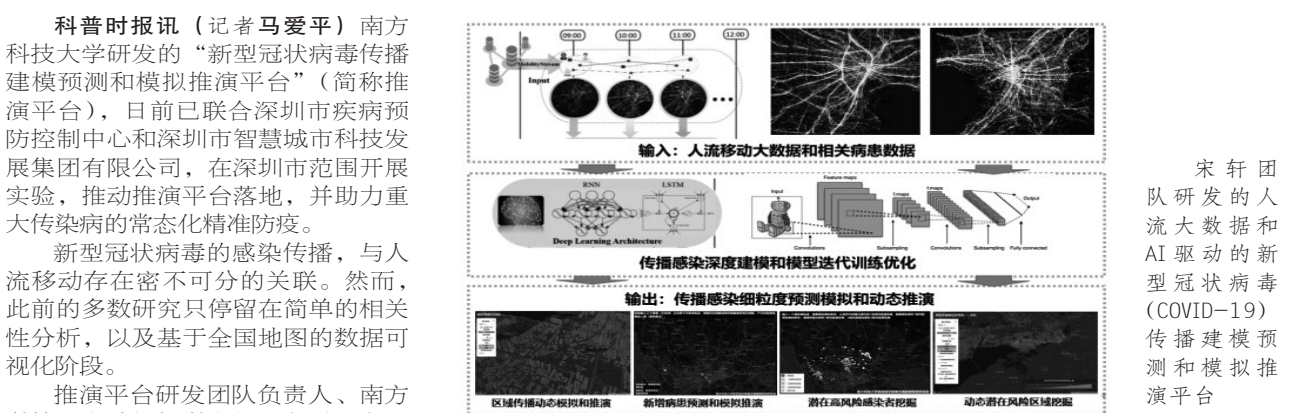 科普时报讯（记者马爱平）南方
科技大学研发的“新型冠状病毒传播
建模预测和模拟推演平台”（简称推
演平台），日前已联合深圳市疾病预
防控制中心和深圳市智慧城市科技发
展集团有限公司，在深圳市范围开展
实验，推动推演平台落地，并助力重
大传染病的常态化精准防疫。
新型冠状病毒的感染传播，与人
流移动存在密不可分的关联。然而，
此前的多数研究只停留在简单的相关
性分析，以及基于全国地图的数据可
视化阶段。
推演平台研发团队负责人、南方
09:00 10:00 11:00 12:00
Input
输入：人流移动大数据和相关病患数据
RNN LSTM
Deep Learning Architecture
Feature maps
Input f.maps f.maps Output
Convolutions Subsampling Convolutions Subsampling Fully connected
传播感染深度建模和模型迭代训练优化
输出：传播感染细粒度预测模拟和动态推演
区域传播动态模拟和推演 新增病患预测和模拟推演 潜在高风险感染者挖掘 动态潜在风险区域挖掘
宋轩团
队研发的人
流大数据和
AI驱动的新
型冠状病毒
(COVID-19)
传播建模预
测和模拟推
演平台